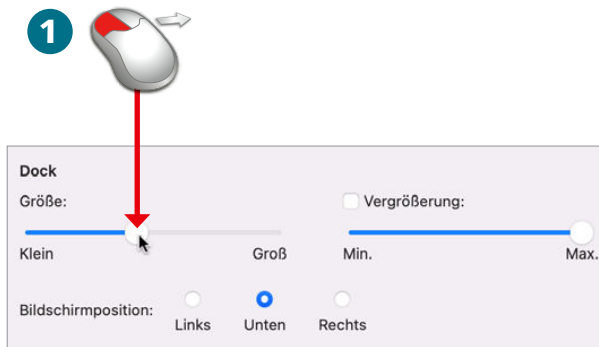 1
Dock
Größe:
Vergrößerung:
Klein Groß Min. Max.
Bildschirmposition:
Links Unten Rechts